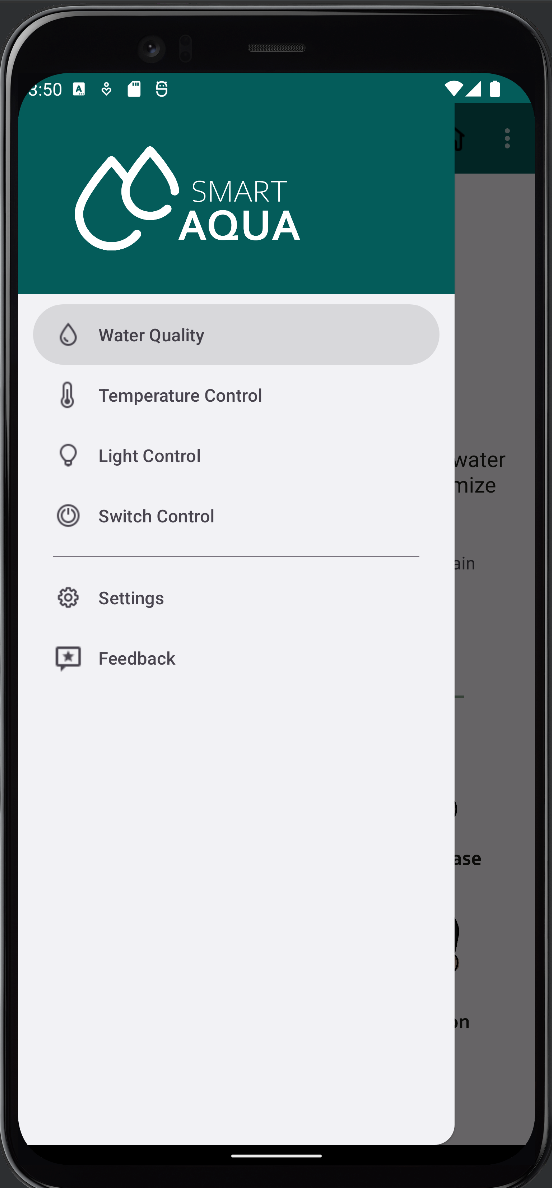 3:50
SMART
AQUA
Water Quality
Temperature Control
Light Control
Switch Control
Settings
Feedback
water
mize
ain
ase
on